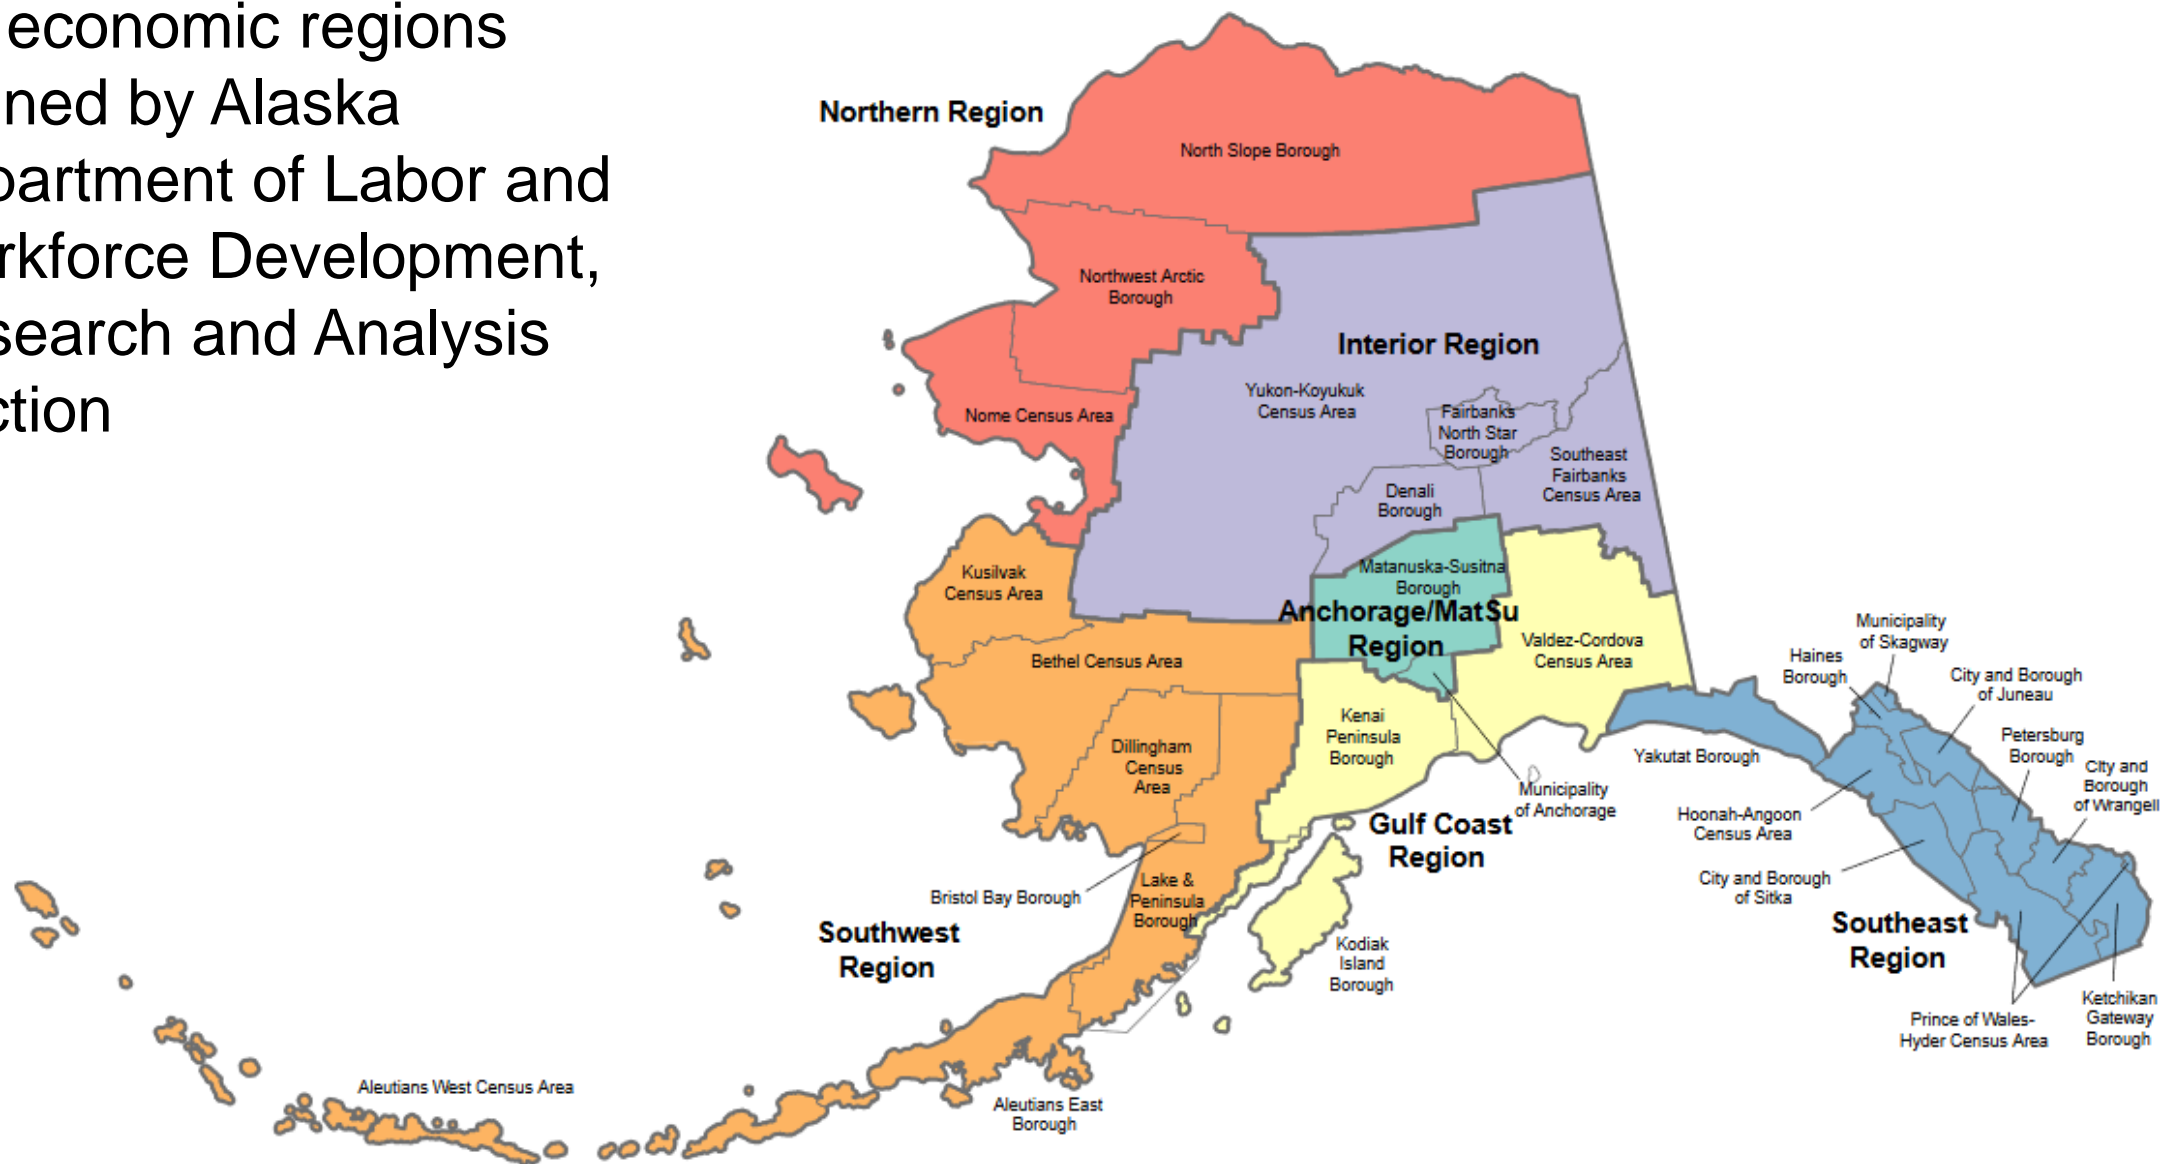 economic regions
ned by Alaska
partment of Labor and
rkforce Development,
search and Analysis
ction
Northern Region
North Slope Borough
Northwest Arctic
Borough
Nome Census Area
Interior Region
Yukon-Koyukuk
Census Area
Fairbanks
North Star
Borough
Southeast
Fairbanks
Census Area
Denali
Borough
Matanuska-Susitna
Borough
Anchorage/MatSu
Region
Kusilvak
Census Area
Bethel Census Area
Valdez-Cordova
Census Area
Municipality
of Skagway
Haines
Borough
City and Borough
of Juneau
Petersburg
Borough
City and
Borough
of Wrangell
Kenai
Peninsula
Borough
Dillingham
Census
Area
Yakutat Borough
Municipality
of Anchorage
Gulf Coast
Region
Hoonah-Angoon
Census Area
City and Borough
of Sitka
Bristol Bay Borough
Lake &
Peninsula
Borough
Southwest
Region
Kodiak
Island
Borough
Southeast
Region
Prince of Wales-
Hyder Census Area
Ketchikan
Gateway
Borough
Aleutians West Census Area
Aleutians East
Borough